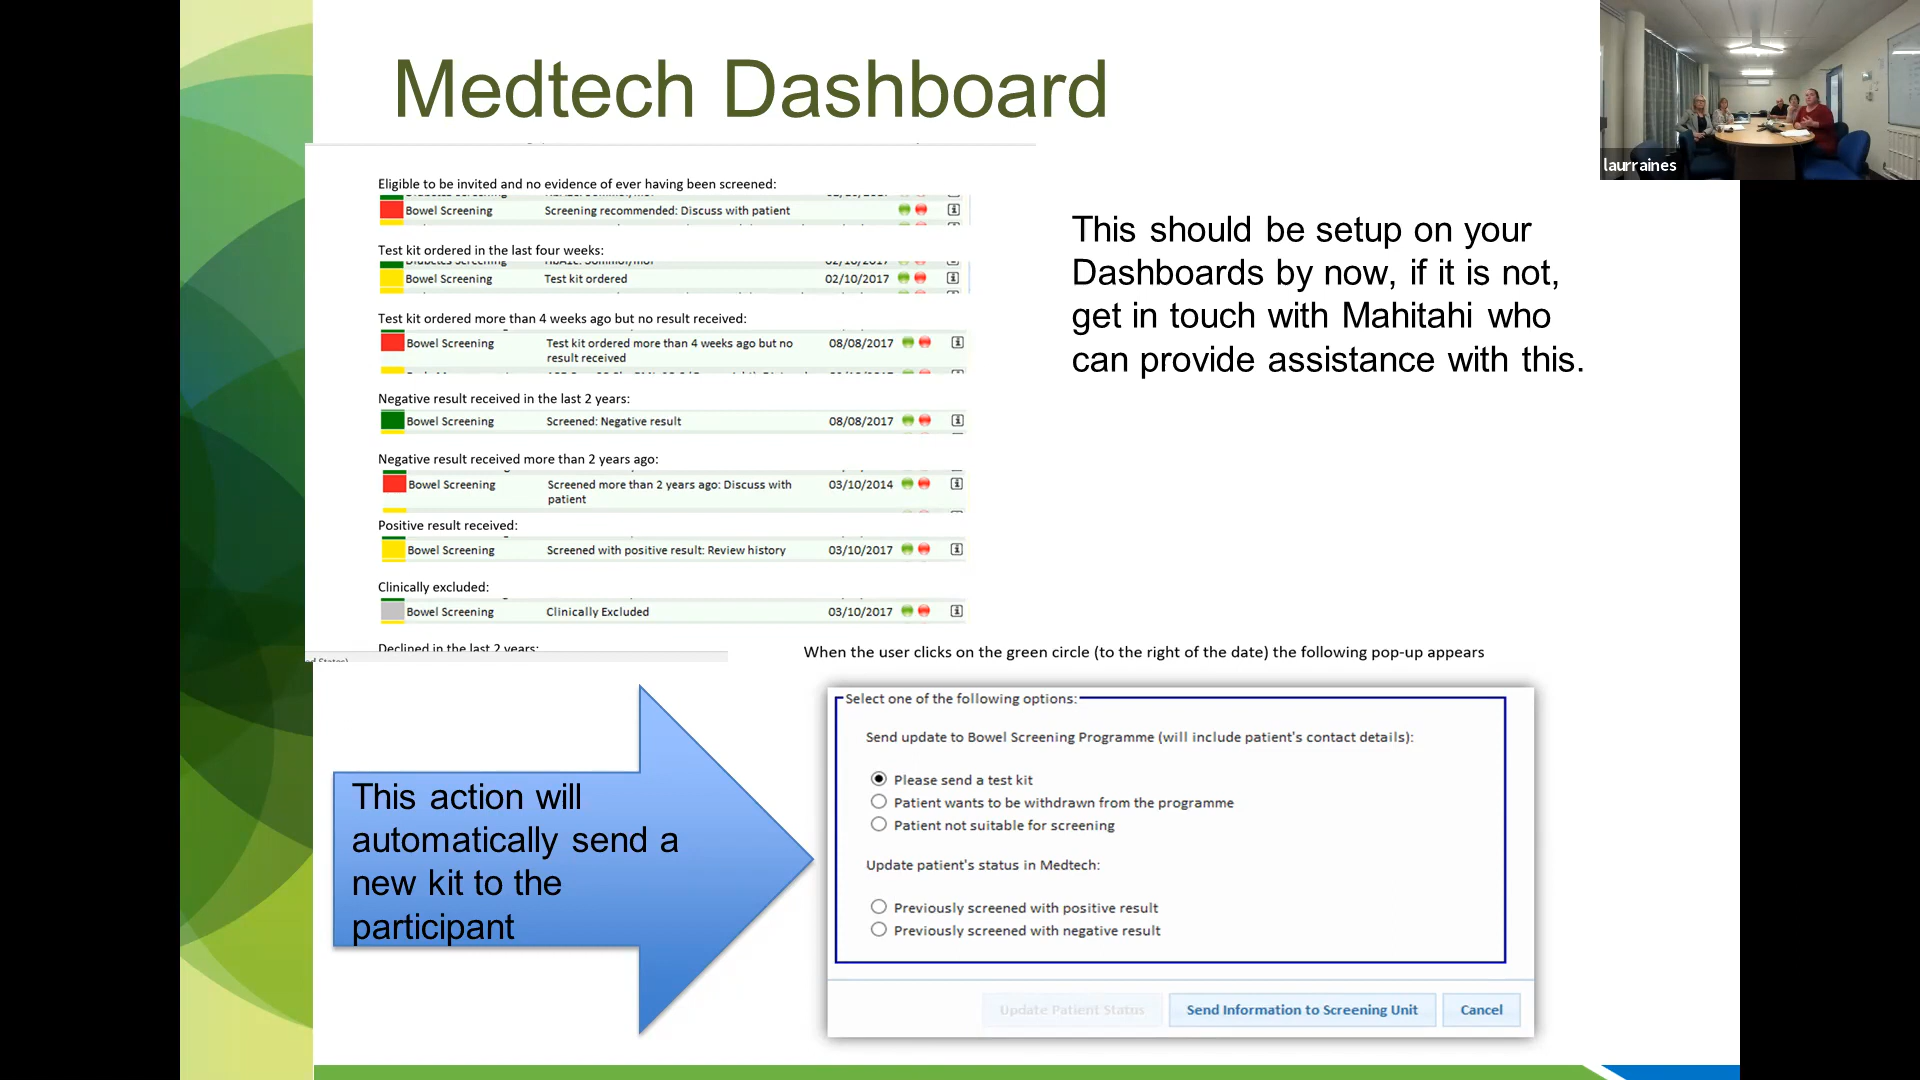 Medtech Dashboard
laurraines
Eligible to be invited and no evidence of ever having been screened:
Bowel Screening Screening recommended: Discuss with patient
Test kit ordered in the last four weeks:
Bowel Screening Test kit ordered 02/10/2017
Test kit ordered more than 4 weeks ago but no result received:
Bowel Screening Test kit ordered more than 4 weeks ago but no 08/08/2017
result received
Negative result received in the last 2 years:
Bowel Screening Screened: Negative result 08/08/2017
Negative result received more than 2 years ago:
Bowel Screening Screened more than 2 years ago: Discuss with 03/10/2014
patient
Positive result received:
Bowel Screening Screened with positive result: Review history 03/10/2017
Clinically excluded:
Bowel Screening Clinically Excluded 03/10/2017
Declined in the last 2 years:
This should be setup on your
Dashboards by now, if it is not,
get in touch with Mahitahi who
can provide assistance with this.
When the user clicks on the green circle (to the right of the date) the following pop-up appears
This action will
automatically send a
new kit to the
participant
Select one of the following options:
Send update to Bowel Screening Programme (will include patient's contact details):
Please send a test kit
Patient wants to be withdrawn from the programme
Patient not suitable for screening
Update patient's status in Medtech:
Previously screened with positive result
Previously screened with negative result
Update Patient Status Send Information to Screening Unit Cancel